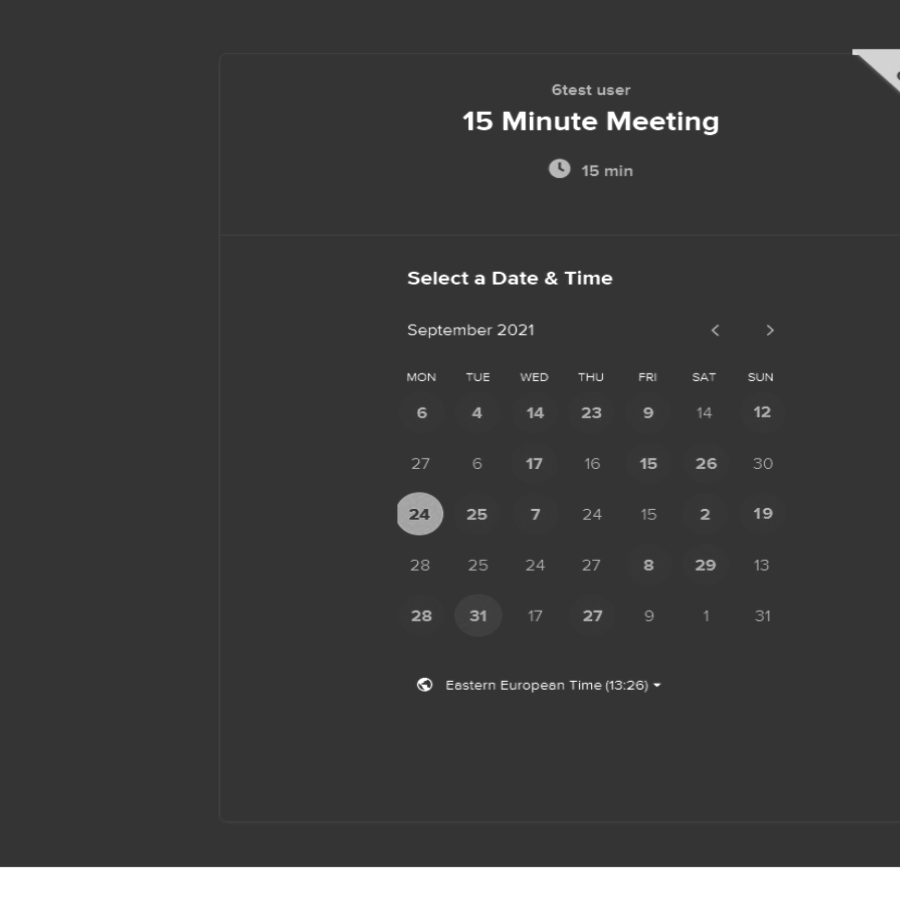 6test user
15 Minute Meeting
15 min
Select a Date & Time
September 2021
MON TUE WED THU FRI SAT SUN
6 4 14 23 9 14 12
27 6 17 16 15 26 30
24 25 7 24 15 2 19
28 25 24 27 8 29 13
28 31 17 27 9 1 31
Eastern European Time (13:26)